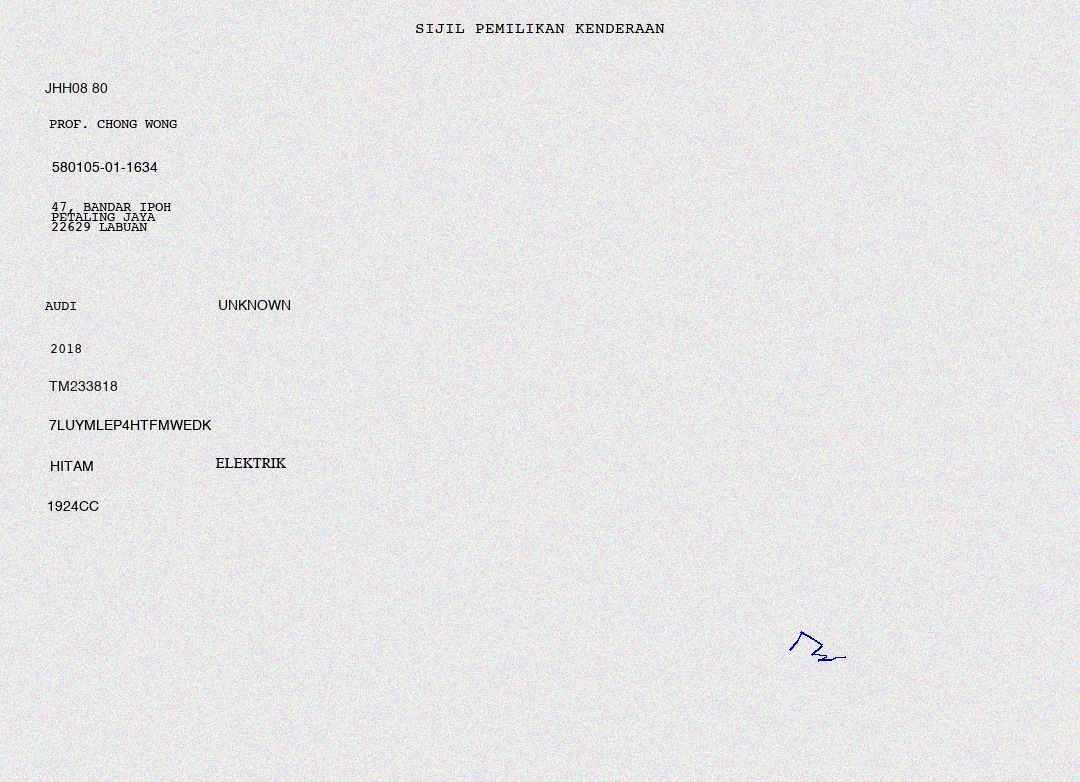 SIJIL PEMILIKAN KENDERAAN
JHH08 80
PROF. CHONG WONG
580105-01-1634
47, BANDAR IPOH
PETALING JAYA
22629 LABUAN
AUDI UNKNOWN
2018
TM233818
7LUYMLEP4HTFMWEDK
HITAM ELEKTRIK
1924CC